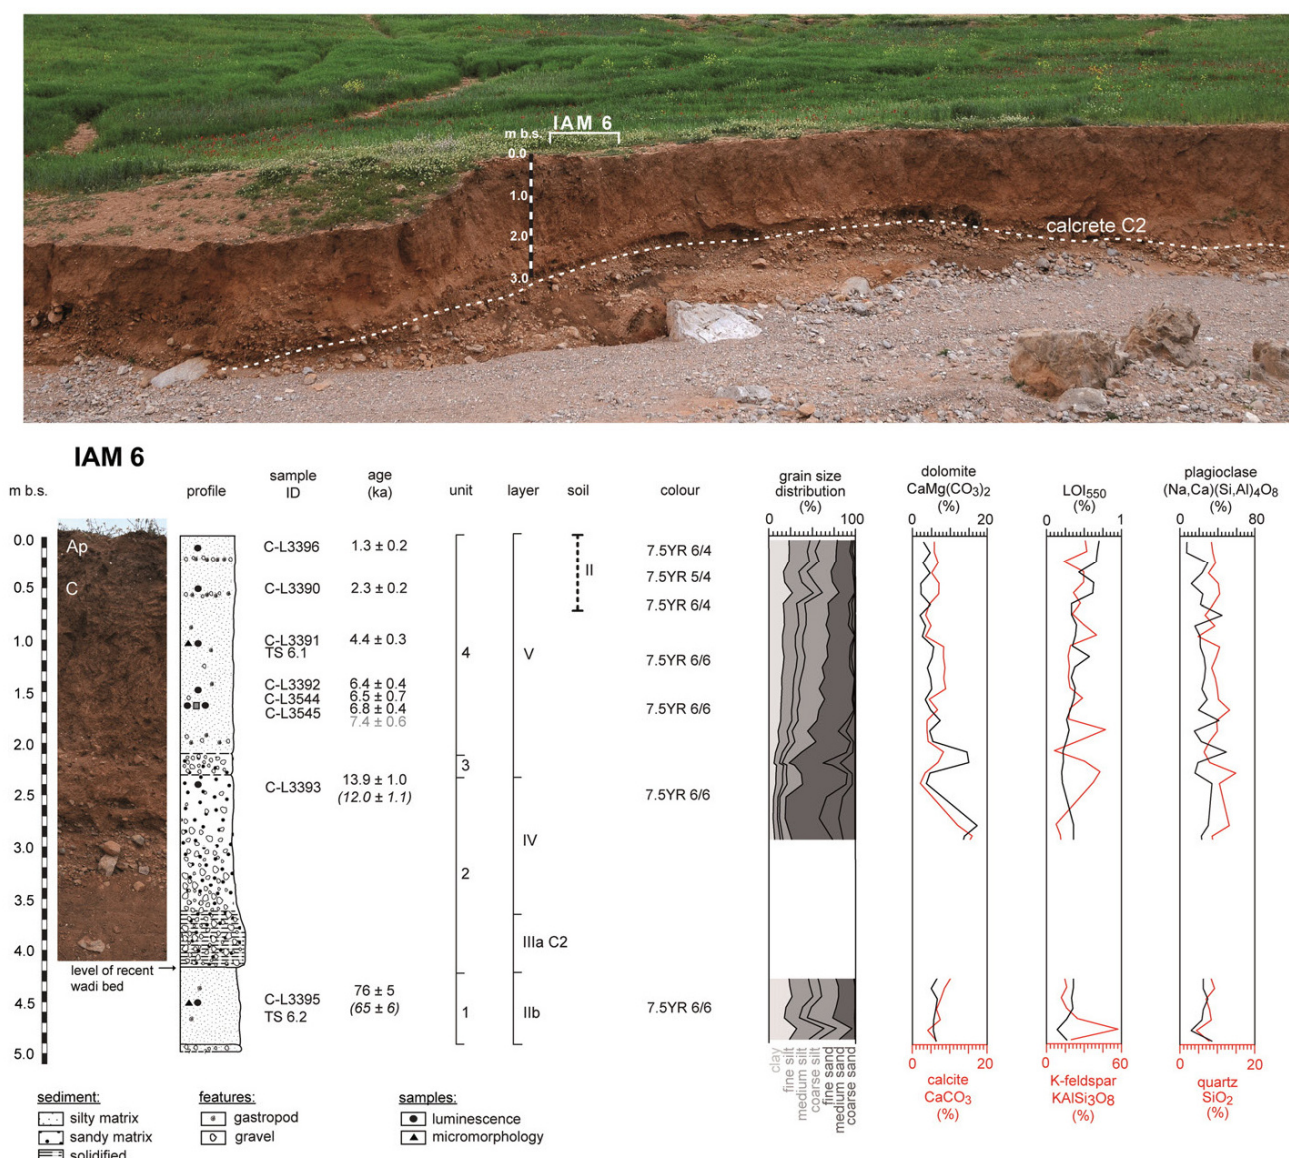 IAM 6
m b.s.
0.0
1.0
2.0
3.0
calcrete C2
IAM 6
m b.s.
profile
sample
ID
age
(ka)
unit
layer
soil
colour
grain size
distribution
(%)
dolomite
CaMg(CO3)2
(%)
LOI550
(%)
plagioclase
(Na,Ca)(Si,Al)4O8
(%)
0 100
0 20
0 1
0 80
0.0
0.5
1.0
1.5
2.0
2.5
3.0
3.5
4.0
4.5
5.0
Ap
C
level of recent
wadi bed
C-L3396
C-L3390
C-L3391
TS 6.1
C-L3392
C-L3544
C-L3545
C-L3393
C-L3395
TS 6.2
1.3 ± 0.2
2.3 ± 0.2
4.4 ± 0.3
6.4 ± 0.4
6.5 ± 0.7
6.8 ± 0.4
7.4 ± 0.6
13.9 ± 1.0
(12.0 ± 1.1)
76 ± 5
(65 ± 6)
4
3
2
1
V
IV
IIIa C2
IIb
II
7.5YR 6/4
7.5YR 5/4
7.5YR 6/4
7.5YR 6/6
7.5YR 6/6
7.5YR 6/6
7.5YR 6/6
clay
fine silt
medium silt
coarse silt
fine sand
medium sand
coarse sand
0 20
calcite
CaCO3
(%)
0 60
K-feldspar
KAlSi3O8
(%)
0 100
quartz
SiO2
(%)
sediment:
silty matrix
sandy matrix
solidified
features:
gastropod
gravel
samples:
luminescence
micromorphology